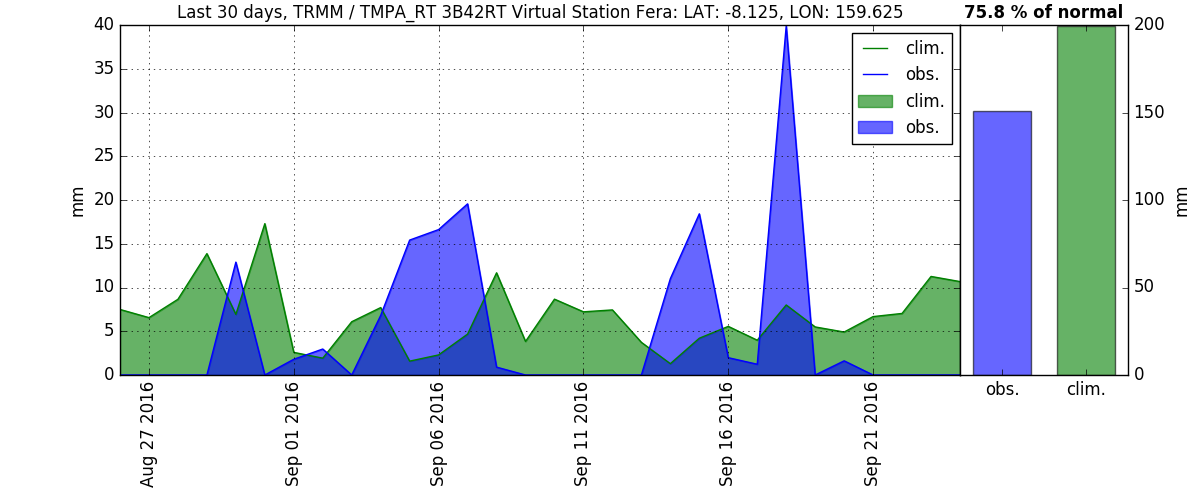 Last 30 days, TRMM / TMPA_RT 3B42RT Virtual Station Fera: LAT: -8.125, LON: 159.625
75.8 % of normal
40
35
30
25
20
15
10
5
0
mm
clim.
obs.
clim.
obs.
200
150
100
50
0
mm
obs.
clim.
Aug 27 2016
Sep 01 2016
Sep 06 2016
Sep 11 2016
Sep 16 2016
Sep 21 2016